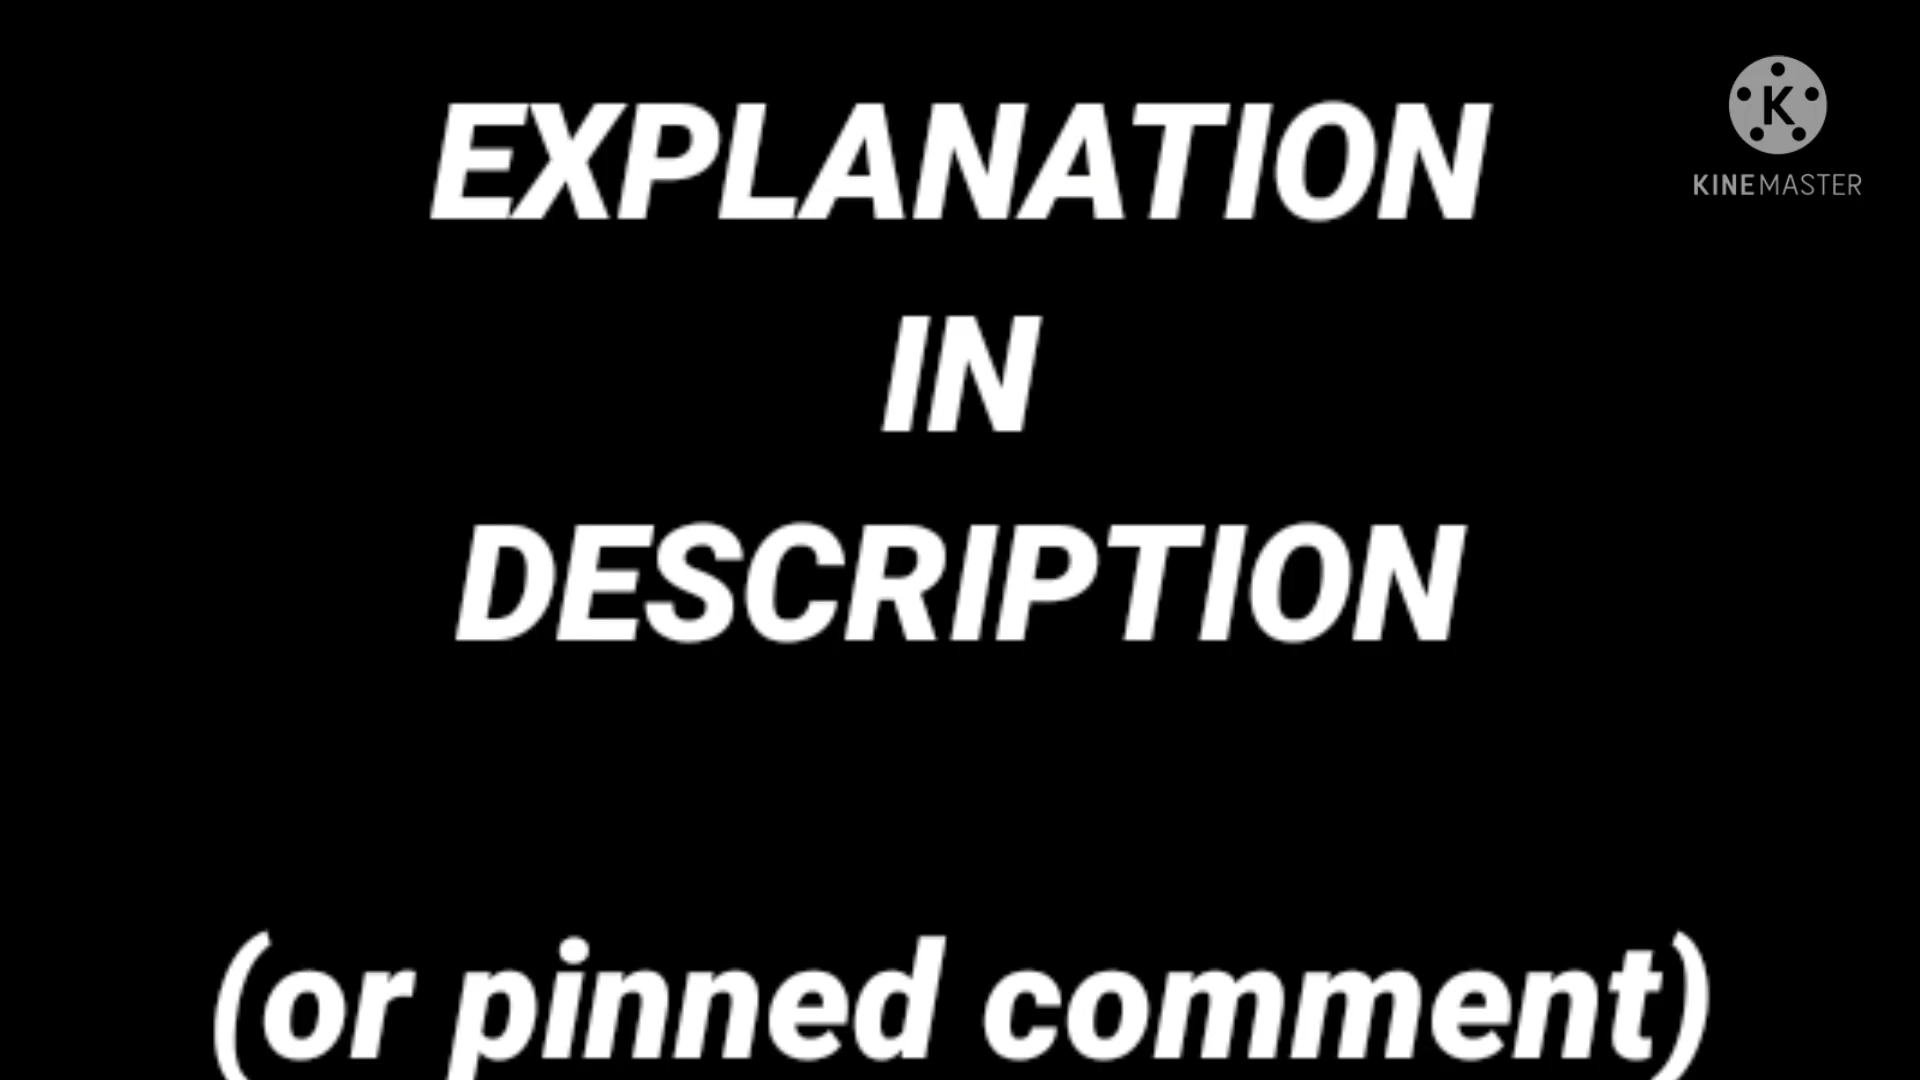 EXPLANATION
K
KINEMASTER
IN
DESCRIPTION
(or pinned comment)